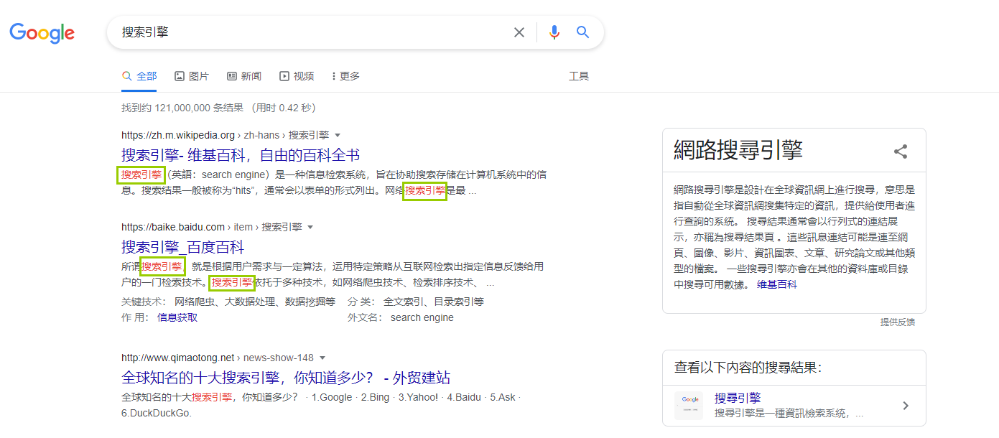 Google
搜索引擎
全部 图片 新闻 视频 更多 工具
找到约 121,000,000 条结果 （用时 0.42 秒）
https://zh.m.wikipedia.org › zh-hans › 搜索引擎
搜索引擎- 维基百科，自由的百科全书
搜索引擎（英語：search engine）是一种信息检索系统，旨在协助搜索存储在计算机系统中的信
息。搜索结果一般被称为“hits”，通常会以表单的形式列出。网络搜索引擎是最 ...
https://baike.baidu.com › item › 搜索引擎
搜索引擎_百度百科
所谓搜索引擎，就是根据用户需求与一定算法，运用特定策略从互联网检索出指定信息反馈给用
户的一门检索技术。搜索引擎依托于多种技术，如网络爬虫技术、检索排序技术、 ...
关键技术： 网络爬虫、大数据处理、数据挖掘等 分 类： 全文索引、目录索引等
作 用： 信息获取 外文名： search engine
http://www.qimaotong.net › news-show-148
全球知名的十大搜索引擎，你知道多少？ - 外贸建站
全球知名的十大搜索引擎，你知道多少？ · 1.Google · 2.Bing · 3.Yahoo! · 4.Baidu · 5.Ask ·
6.DuckDuckGo.
網路搜尋引擎
網路搜尋引擎是設計在全球資訊網上進行搜尋，意思是
指自動從全球資訊網搜集特定的資訊，提供給使用者進
行查詢的系統。 搜尋結果通常會以行列式的連結展
示，亦稱為搜尋結果頁 。這些訊息連結可能是連至網
頁、圖像、影片、資訊圖表、文章、研究論文或其他類
型的檔案。 一些搜尋引擎亦會在其他的資料庫或目錄
中搜尋可用數據。 维基百科
提供反馈
查看以下內容的搜尋結果：
Google
搜尋引擎
搜尋引擎是一種資訊檢索系統，...